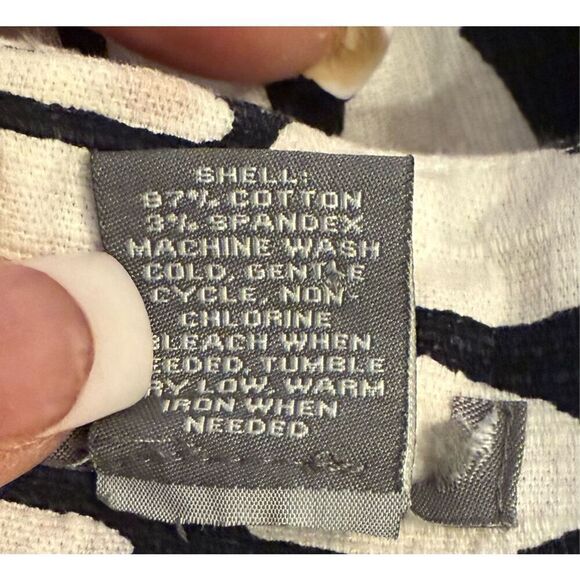 SHELL:
97% COTTON
3% SPANDEX
MACHINE WASH
COLD, GENTLE
CYCLE, NON-
CHLORINE
BLEACH WHEN
NEEDED, TUMBLE
DRY LOW, WARM
IRON WHEN
NEEDED